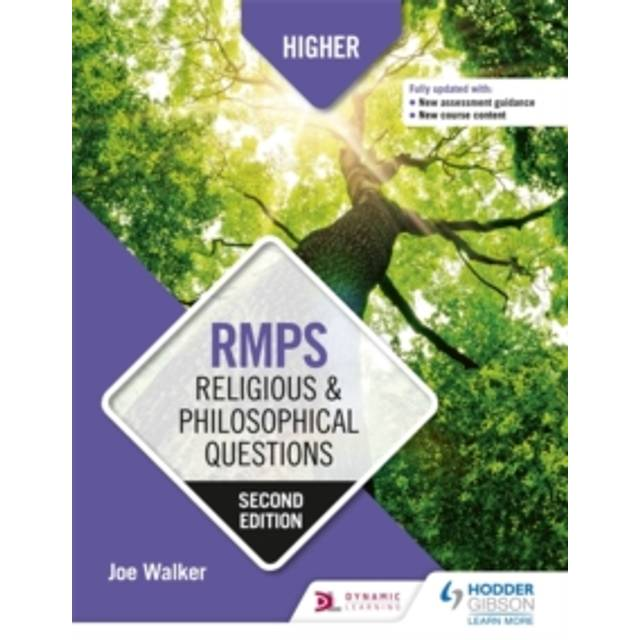 HIGHER
Fully updated with:
• New assessment guidance
• New course content
RMPS
RELIGIOUS &
PHILOSOPHICAL
QUESTIONS
SECOND
EDITION
Joe Walker
DL DYNAMIC
LEARNING
HODDER
GIBSON
LEARN MORE